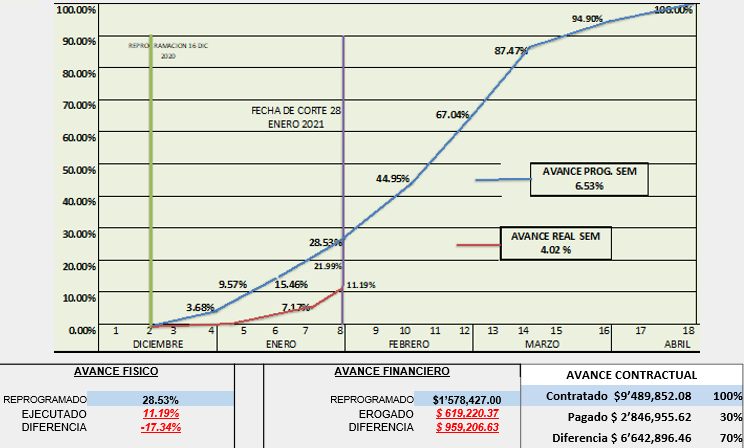 100.00%
100.00%
94.90%
REPROGRAMACION 16 DIC
2020
90.00%
87.47%
80.00%
70.00%
FECHA DE CORTE 28
ENERO 2021
67.04%
60.00%
50.00%
AVANCE PROG. SEM
6.53%
44.95%
40.00%
30.00%
28.53%
AVANCE REAL SEM
4.02 %
21.99%
20.00%
9.57%
15.46%
11.19%
10.00%
3.68%
7.17%
0.00%
1 2 3 4 5 6 7 8 9 10 11 12 13 14 15 16 17 18
DICIEMBRE ENERO FEBRERO MARZO ABRIL
AVANCE FISICO
REPROGRAMADO 28.53%
EJECUTADO 11.19%
DIFERENCIA -17.34%
AVANCE FINANCIERO
REPROGRAMADO $1'578,427.00
EROGADO $ 619,220.37
DIFERENCIA $ 959,206.63
AVANCE CONTRACTUAL
Contratado $9'489,852.08 100%
Pagado $ 2’846,955.62 30%
Diferencia $ 6’642,896.46 70%